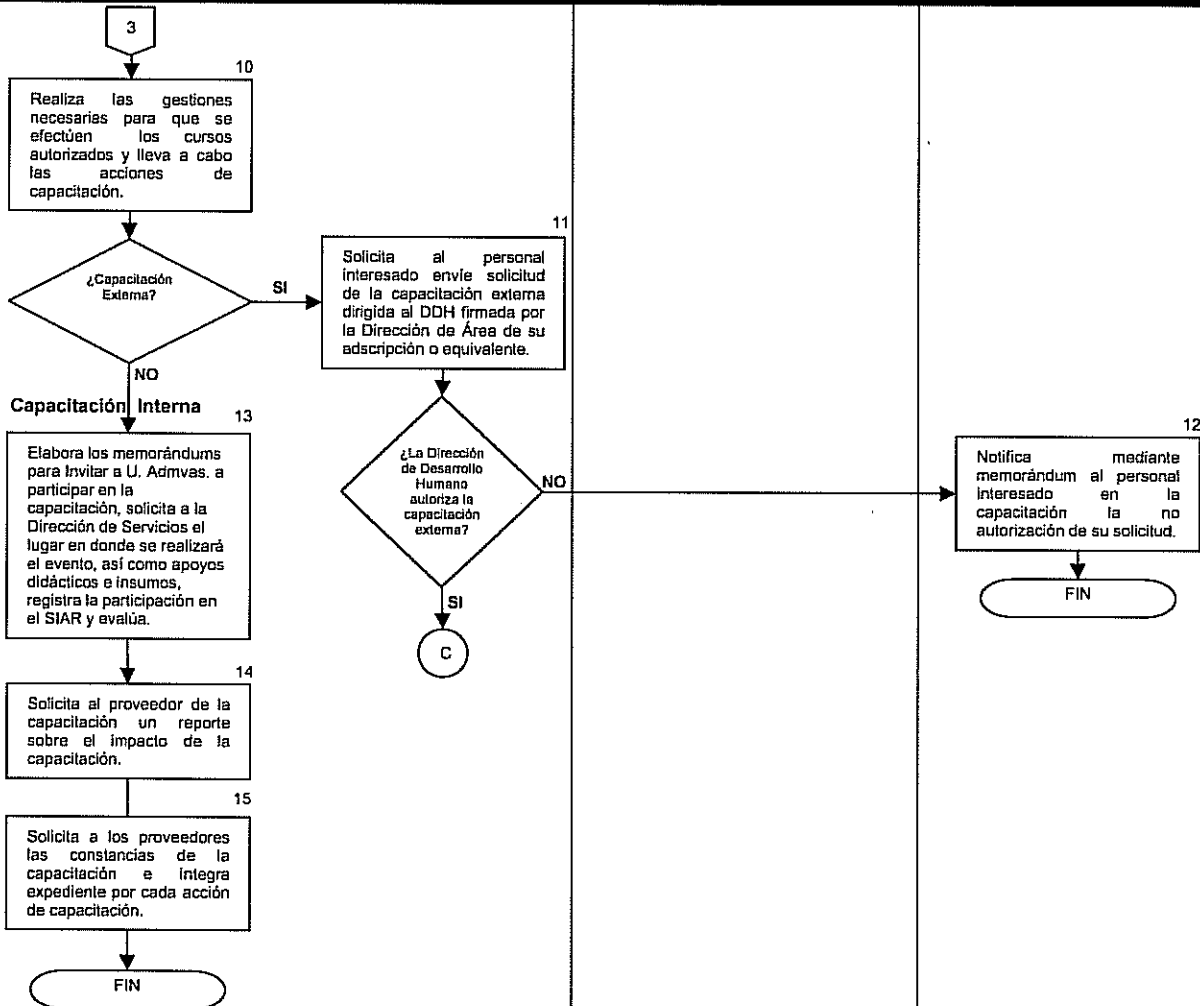 3
10
Realiza las gestiones
necesarias para que se
efectúen los cursos
autorizados y lleva a cabo
las acciones de
capacitación.
¿Capacitación
Externa?
SI
11
Solicita al personal
interesado envíe solicitud
de la capacitación externa
dirigida al DDH firmada por
la Dirección de Área de su
adscripción o equivalente.
NO
Capacitación Interna
13
Elabora los memorándums
para Invitar a U. Admvas. a
participar en la
capacitación, solicita a la
Dirección de Servicios el
lugar en donde se realizará
el evento, así como apoyos
didácticos e insumos,
registra la participación en
el SIAR y evalúa.
¿La Dirección
de Desarrollo
Humano
autoriza la
capacitación
externa?
NO
12
Notifica mediante
memorándum al personal
interesado en la
capacitación la no
autorización de su solicitud.
FIN
SI
C
14
Solicita al proveedor de la
capacitación un reporte
sobre el impacto de la
capacitación.
15
Solicita a los proveedores
las constancias de la
capacitación e integra
expediente por cada acción
de capacitación.
FIN